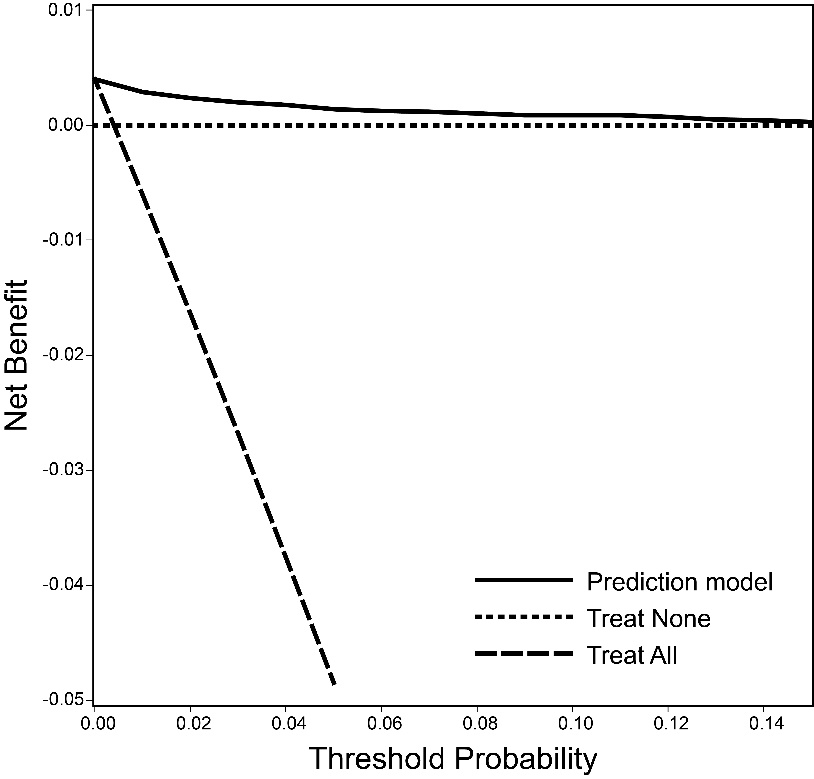 0.01
0.00
-0.01
-0.02
-0.03
-0.04
-0.05
Net Benefit
Prediction model
Treat None
Treat All
0.00 0.02 0.04 0.06 0.08 0.10 0.12 0.14
Threshold Probability